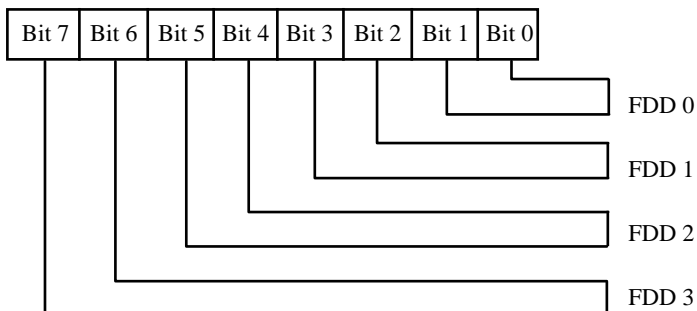 Bit 7 Bit 6 Bit 5 Bit 4 Bit 3 Bit 2 Bit 1 Bit 0
FDD 0
FDD 1
FDD 2
FDD 3